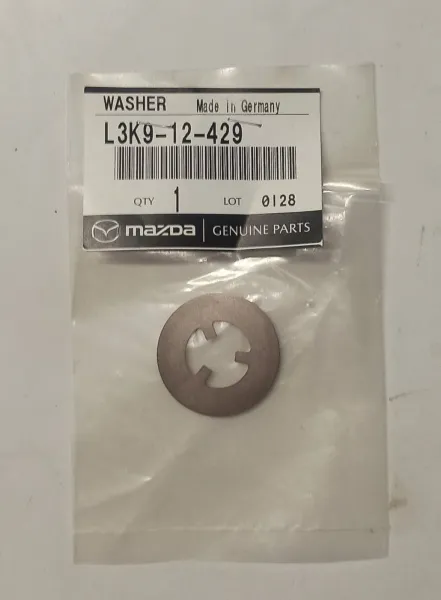 WASHER Made in Germany
L3K9-12-429
QTY 1 LOT 0128
mazda GENUINE PARTS